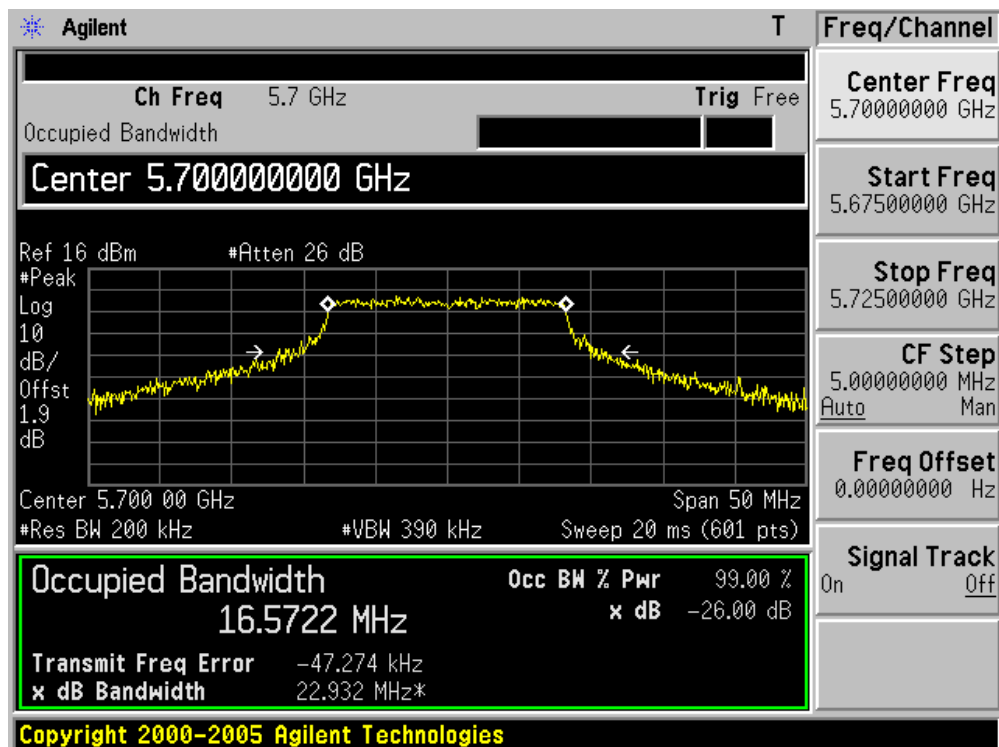 Agilent T Freq/Channel
Ch Freq 5.7 GHz Trig Free
Occupied Bandwidth
Center 5.700000000 GHz
Ref 16 dBm #Atten 26 dB
#Peak
Log
10
dB/
Offst
1.9
dB
Center 5.700 00 GHz Span 50 MHz
#Res BW 200 kHz #VBW 390 kHz Sweep 20 ms (601 pts)
Occupied Bandwidth Occ BW % Pwr 99.00 %
16.5722 MHz x dB -26.00 dB
Transmit Freq Error -47.274 kHz
x dB Bandwidth 22.932 MHz*
Center Freq
5.70000000 GHz
Start Freq
5.67500000 GHz
Stop Freq
5.72500000 GHz
CF Step
5.00000000 MHz
Auto Man
Freq Offset
0.00000000 Hz
Signal Track
On Off
Copyright 2000-2005 Agilent Technologies